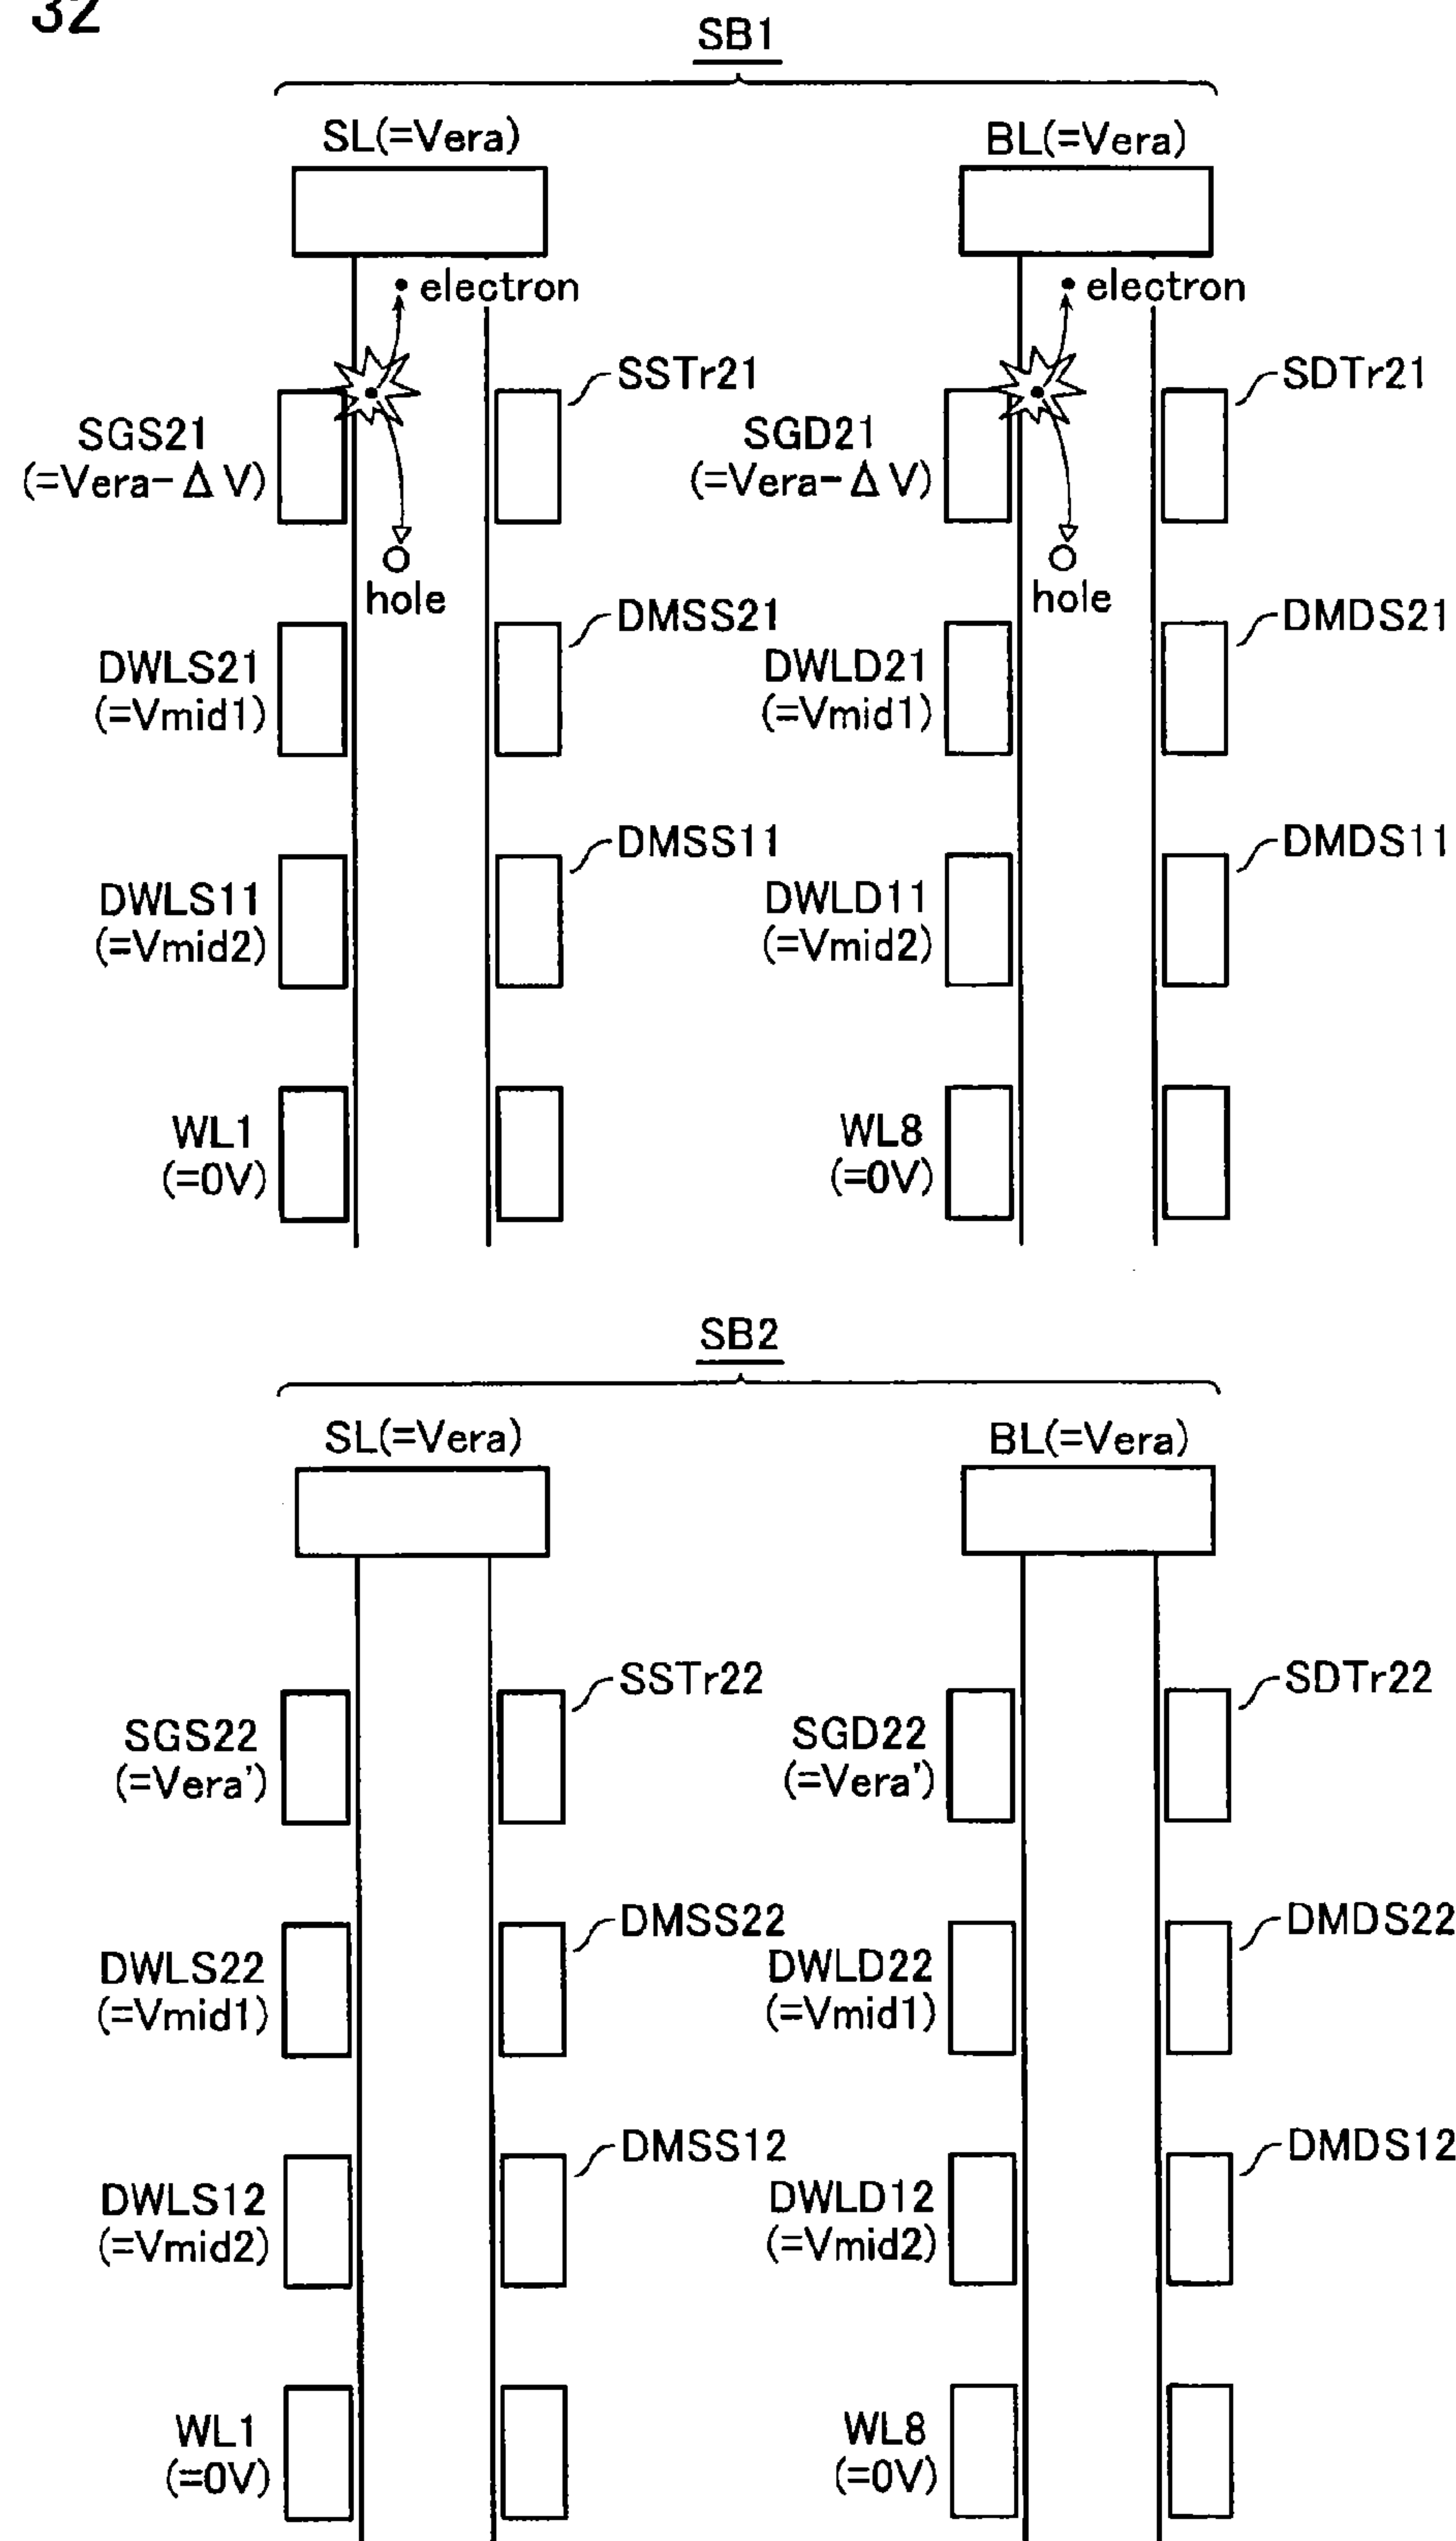 32
SB1
SL(=Vera)
BL(=Vera)
electron
electron
SSTr21
SDTr21
SGS21
(=Vera-ΔV)
SGD21
(=Vera-ΔV)
hole
hole
DMSS21
DMDS21
DWLS21
(=Vmid1)
DWLD21
(=Vmid1)
DMSS11
DMDS11
DWLS11
(=Vmid2)
DWLD11
(=Vmid2)
WL1
(=0V)
WL8
(=0V)
SB2
SL(=Vera)
BL(=Vera)
SSTr22
SDTr22
SGS22
(=Vera')
SGD22
(=Vera')
DMSS22
DMDS22
DWLS22
(=Vmid1)
DWLD22
(=Vmid1)
DMSS12
DMDS12
DWLS12
(=Vmid2)
DWLD12
(=Vmid2)
WL1
(=0V)
WL8
(=0V)